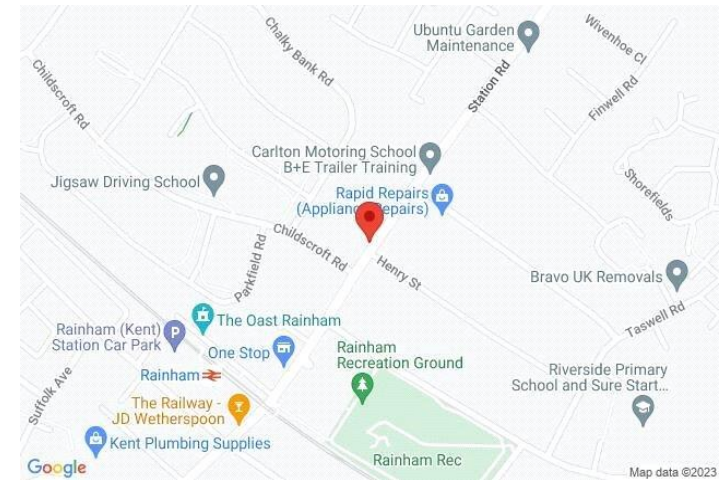 Ubuntu Garden
Maintenance
Wivenhoe Cl
Chalky Bank Rd
Childscroft Rd
Station Rd
Finwell Rd
Carlton Motoring School
B+E Trailer Training
Jigsaw Driving School
Rapid Repairs
(Appliance Repairs)
Shorefields
Childscroft Rd
Parkfield Rd
Henry St
Bravo UK Removals
Taswell Rd
The Oast Rainham
Rainham (Kent)
Station Car Park
P
One Stop
Rainham
Recreation Ground
Rainham
Riverside Primary
School and Sure Start...
Suffolk Ave
The Railway -
JD Wetherspoon
Kent Plumbing Supplies
Rainham Rec
Google
Map data ©2023